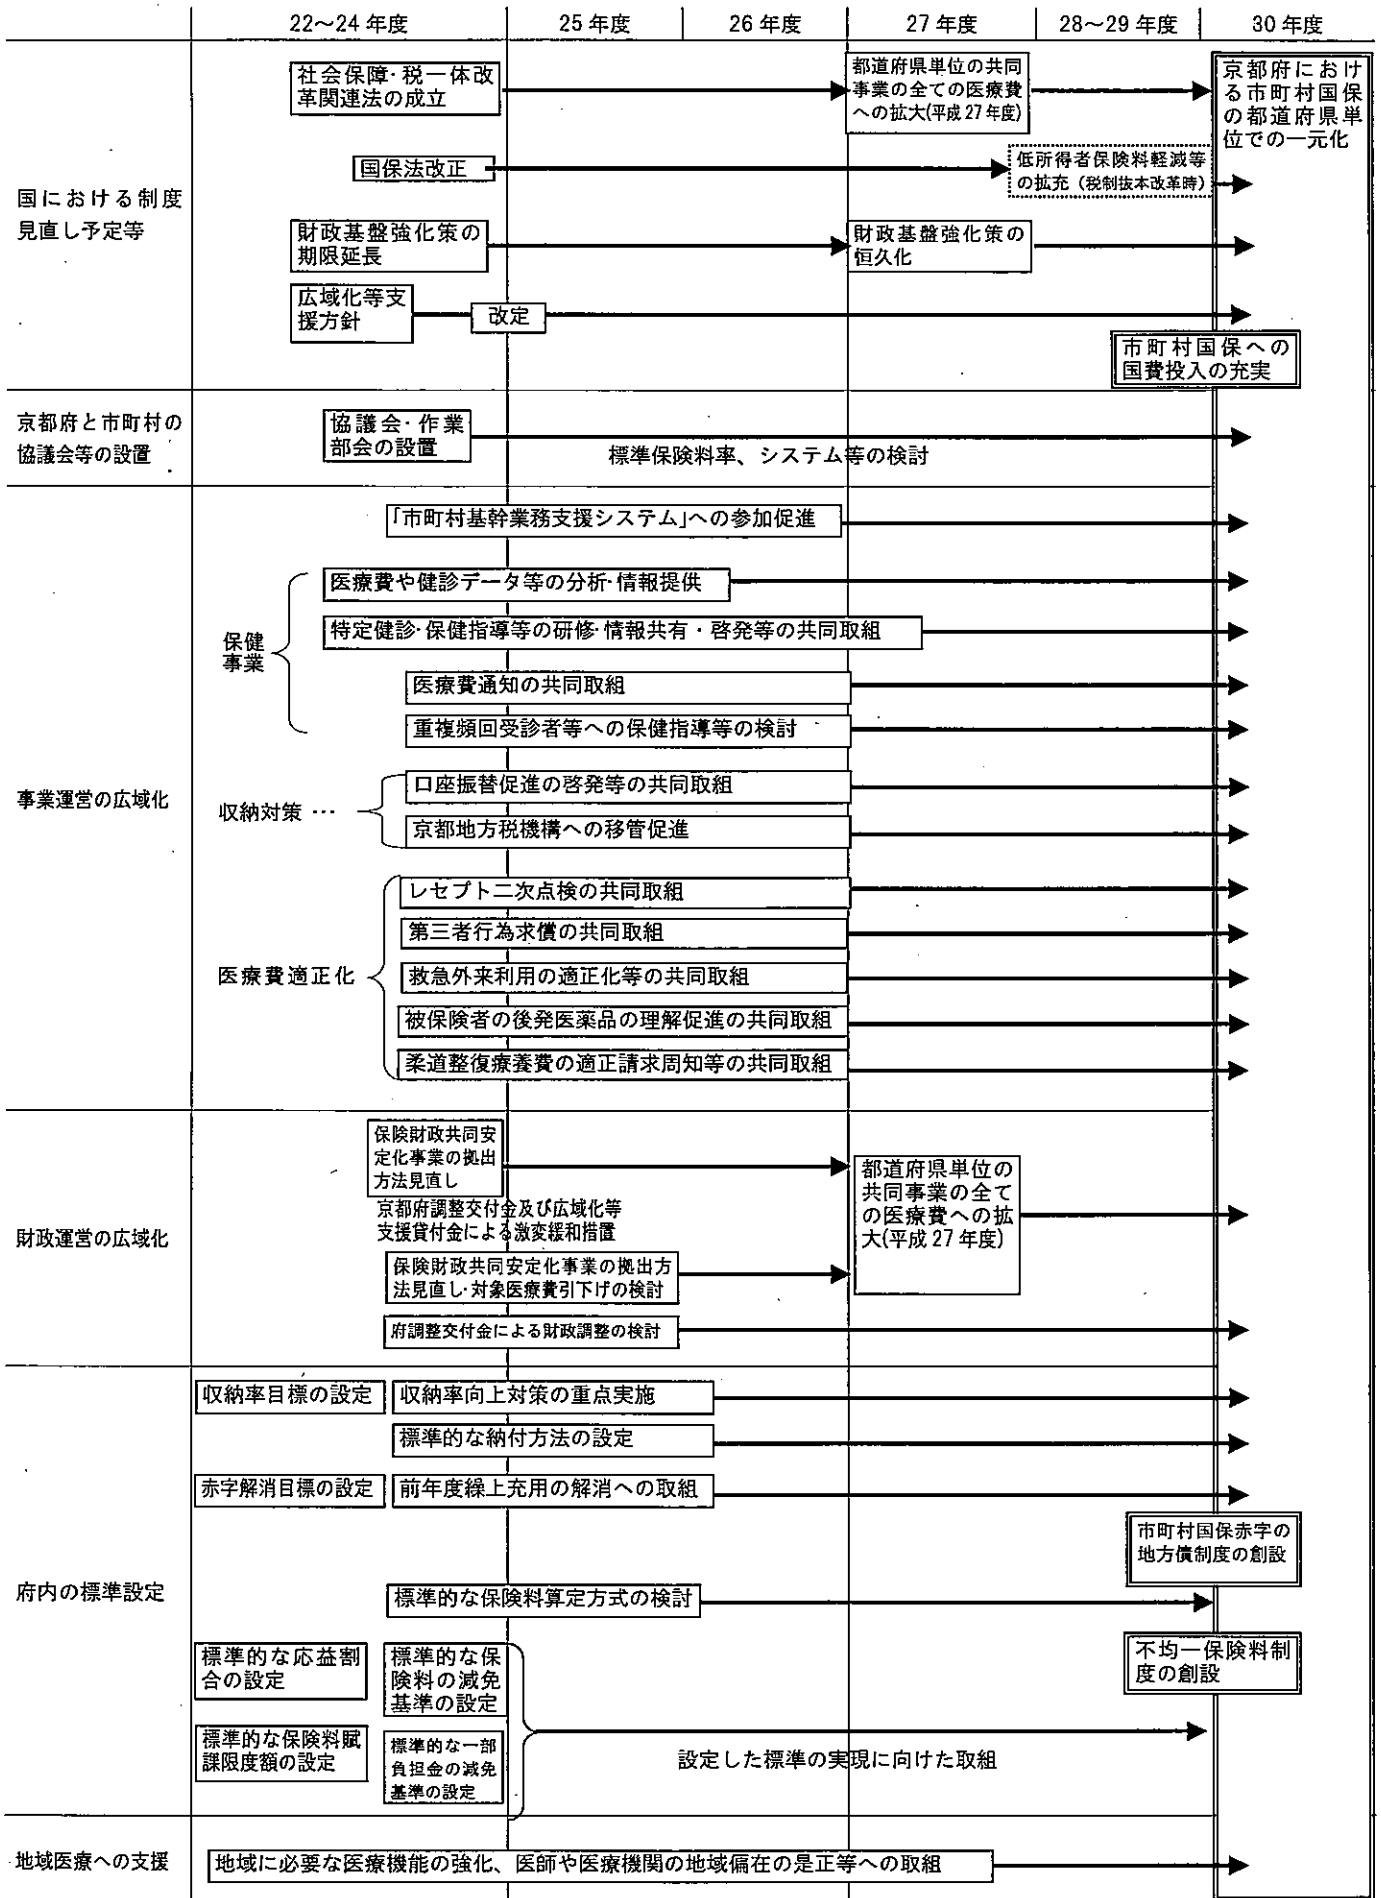 22～24年度
25年度
26年度
27年度
28～29年度
30年度
国における制度
見直し予定等
社会保障・税一体改
革関連法の成立
都道府県単位の共同
事業の全ての医療費
への拡大(平成27年度)
京都府におけ
る市町村国保
の都道府県単
位での一元化
国保法改正
低所得者保険料軽減等
の拡充（税制抜本改革時）
財政基盤強化策の
期限延長
財政基盤強化策の
恒久化
広域化等支
援方針
改定
市町村国保への
国費投入の充実
京都府と市町村の
協議会等の設置
協議会・作業
部会の設置
標準保険料率、システム等の検討
事業運営の広域化
「市町村基幹業務支援システム」への参加促進
保健
事業
医療費や健診データ等の分析・情報提供
特定健診・保健指導等の研修・情報共有・啓発等の共同取組
医療費通知の共同取組
重複頻回受診者等への保健指導等の検討
収納対策 …
口座振替促進の啓発等の共同取組
京都地方税機構への移管促進
医療費適正化
レセプト二次点検の共同取組
第三者行為求償の共同取組
救急外来利用の適正化等の共同取組
被保険者の後発医薬品の理解促進の共同取組
柔道整復療養費の適正請求周知等の共同取組
財政運営の広域化
保険財政共同安
定化事業の拠出
方法見直し
京都府調整交付金及び広域化等
支援貸付金による激変緩和措置
都道府県単位の
共同事業の全て
の医療費への拡
大(平成27年度)
保険財政共同安定化事業の拠出方
法見直し・対象医療費引下げの検討
府調整交付金による財政調整の検討
府内の標準設定
収納率目標の設定
収納率向上対策の重点実施
標準的な納付方法の設定
赤字解消目標の設定
前年度繰上充用の解消への取組
市町村国保赤字の
地方債制度の創設
標準的な保険料算定方式の検討
標準的な応益割
合の設定
標準的な保
険料の減免
基準の設定
不均一保険料制
度の創設
標準的な保険料賦
課限度額の設定
標準的な一部
負担金の減免
基準の設定
設定した標準の実現に向けた取組
地域医療への支援
地域に必要な医療機能の強化、医師や医療機関の地域偏在の是正等への取組